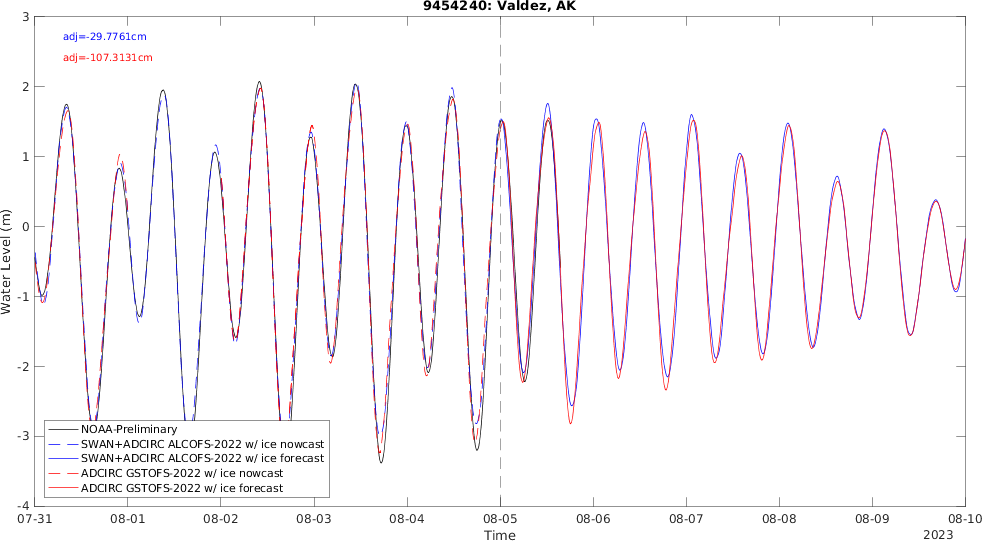 9454240: Valdez, AK
adj=-29.7761cm
adj=-107.3131cm
3
2
1
0
-1
-2
-3
-4
Water Level (m)
NOAA-Preliminary
SWAN+ADCIRC ALCOFS-2022 w/ ice nowcast
SWAN+ADCIRC ALCOFS-2022 w/ ice forecast
ADCIRC GSTOFS-2022 w/ ice nowcast
ADCIRC GSTOFS-2022 w/ ice forecast
07-31 08-01 08-02 08-03 08-04 08-05 08-06 08-07 08-08 08-09 08-10
Time
2023